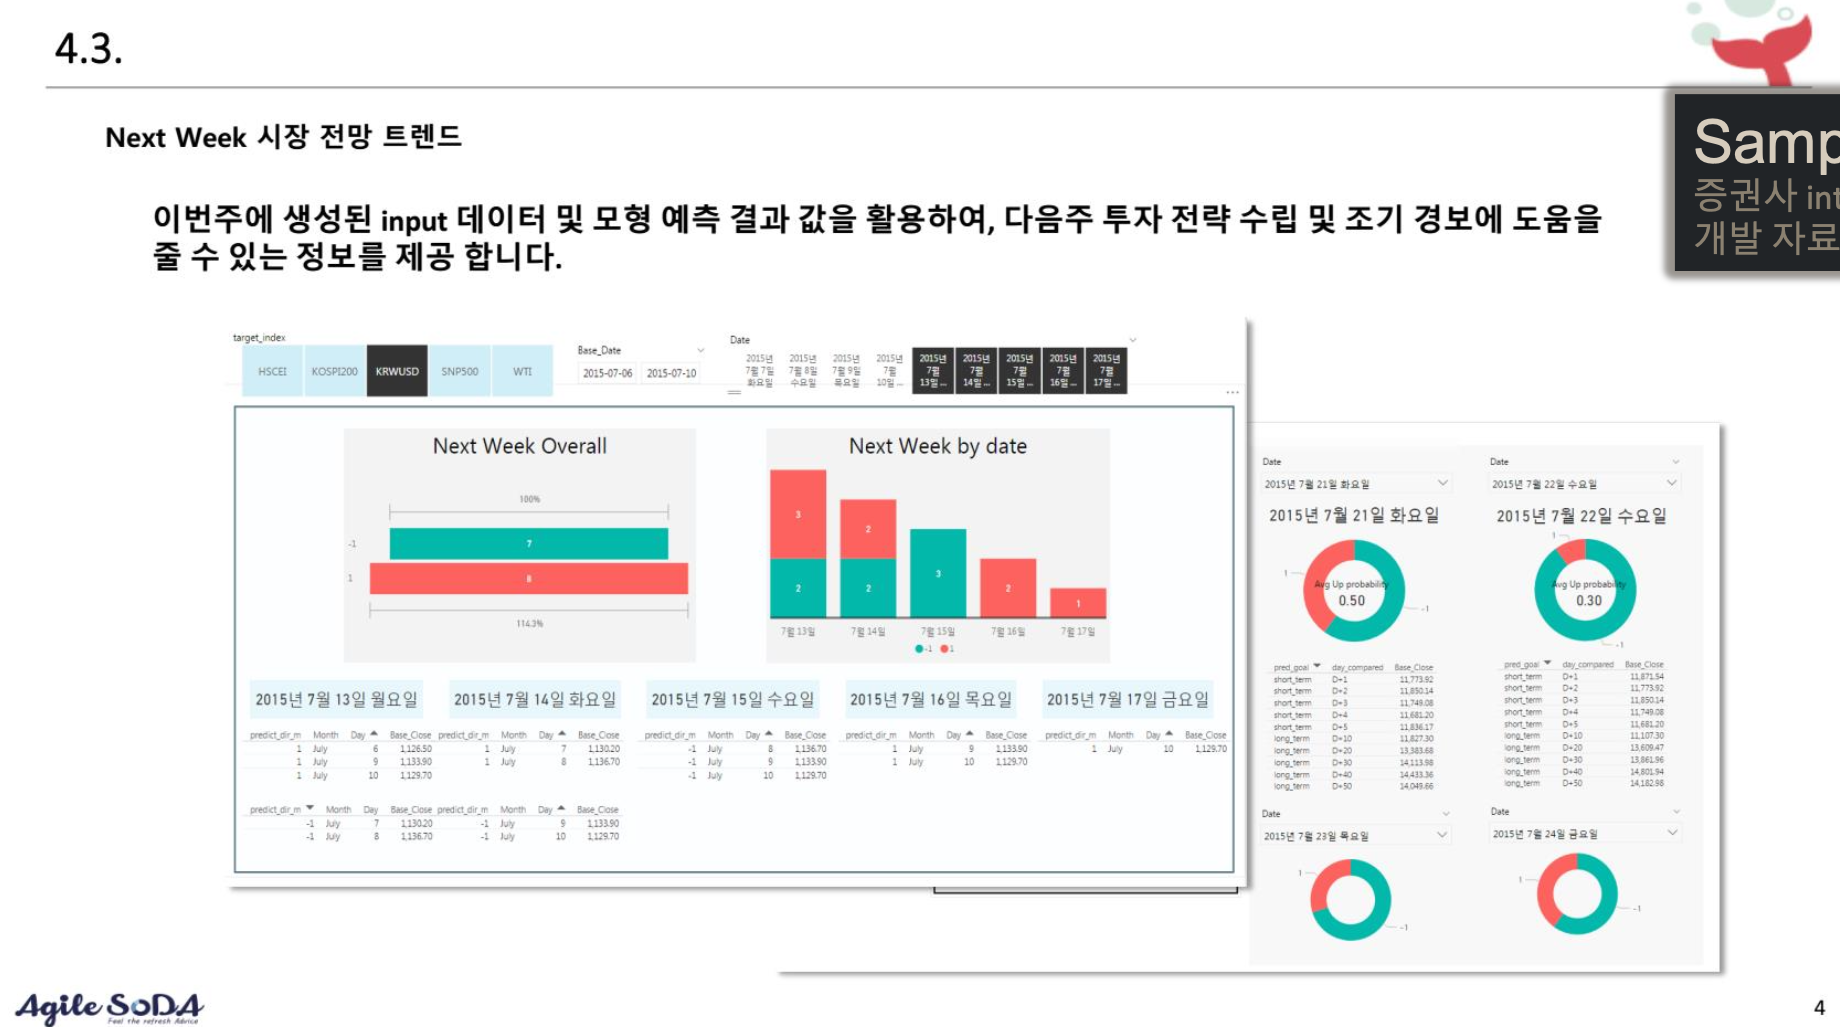 4.3.
Next Week 시장 전망 트렌드
Samp
증권사 int
개발 자료
이번주에 생성된 input 데이터 및 모형 예측 결과 값을 활용하여, 다음주 투자 전략 수립 및 조기 경보에 도움을
줄 수 있는 정보를 제공 합니다.
target_index
HSCEI KOSPI200 KRWUSD SNP500 WTI
Base_Date
2015-07-06 2015-07-10
Date
2015년 2015년 2015년 2015년 2015년 2015년 2015년 2015년 2015년
7월 7일 7월 8일 7월 9일 7월 7월 7월 7월 7월 7월
화요일 수요일 목요일 10일 ... 13일 ... 14일 ... 15일 ... 16일 ... 17일 ...
Next Week Overall
100%
-1 7
1 8
114.3%
Next Week by date
3 2
2 2 3 2 1
7월 13일 7월 14일 7월 15일 7월 16일 7월 17일
-1 1
2015년 7월 13일 월요일
predict_dir_m Month Day Base_Close
1 July 6 1,126.50
1 July 9 1,133.90
1 July 10 1,129.70
predict_dir_m Month Day Base_Close
-1 July 7 1,130.20
-1 July 8 1,136.70
2015년 7월 14일 화요일
predict_dir_m Month Day Base_Close
1 July 7 1,130.20
1 July 8 1,136.70
predict_dir_m Month Day Base_Close
-1 July 9 1,133.90
-1 July 10 1,129.70
2015년 7월 15일 수요일
predict_dir_m Month Day Base_Close
-1 July 8 1,136.70
-1 July 9 1,133.90
-1 July 10 1,129.70
2015년 7월 16일 목요일
predict_dir_m Month Day Base_Close
1 July 9 1,133.90
1 July 10 1,129.70
2015년 7월 17일 금요일
predict_dir_m Month Day Base_Close
1 July 10 1,129.70
Date
2015년 7월 21일 화요일
2015년 7월 21일 화요일
1
Avg Up probability
0.50
-1
pred_goal day_compared Base_Close
short_term D+1 11,773.92
short_term D+2 11,850.14
short_term D+3 11,749.08
short_term D+4 11,681.20
short_term D+5 11,836.17
long_term D+10 11,827.30
long_term D+20 13,383.68
long_term D+30 14,113.98
long_term D+40 14,433.36
long_term D+50 14,049.66
Date
2015년 7월 22일 수요일
2015년 7월 22일 수요일
1
Avg Up probability
0.30
-1
pred_goal day_compared Base_Close
short_term D+1 11,871.54
short_term D+2 11,773.92
short_term D+3 11,850.14
short_term D+4 11,749.08
short_term D+5 11,681.20
long_term D+10 11,107.30
long_term D+20 13,609.47
long_term D+30 13,861.96
long_term D+40 14,801.94
long_term D+50 14,182.98
Date
2015년 7월 23일 목요일
1
-1
Date
2015년 7월 24일 금요일
1
-1
Agile SoDA
Feel the refresh Advice
4